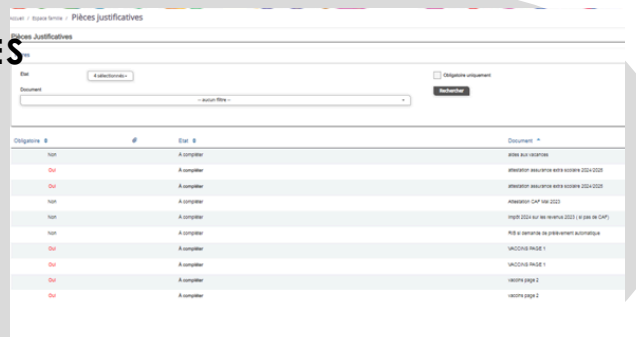 Accueil / Espace famille / Pièces justificatives
Pièces Justificatives
ES
Etat
4 sélectionnés
Obligatoire uniquement
Document
-- Aucun filtre --
Rechercher
Obligatoire Etat Document
Non A compléter aides aux vacances
Oui A compléter attestation assurance extra scolaire 2024/2025
Oui A compléter attestation assurance extra scolaire 2024/2025
Non A compléter Attestation CAF Mai 2023
Non A compléter Impôt 2024 sur les revenus 2023 ( si pas de CAF)
Non A compléter RIB si demande de prélèvement automatique
Oui A compléter VACCINS PAGE 1
Oui A compléter VACCINS PAGE 1
Oui A compléter vaccins page 2
Oui A compléter vaccins page 2